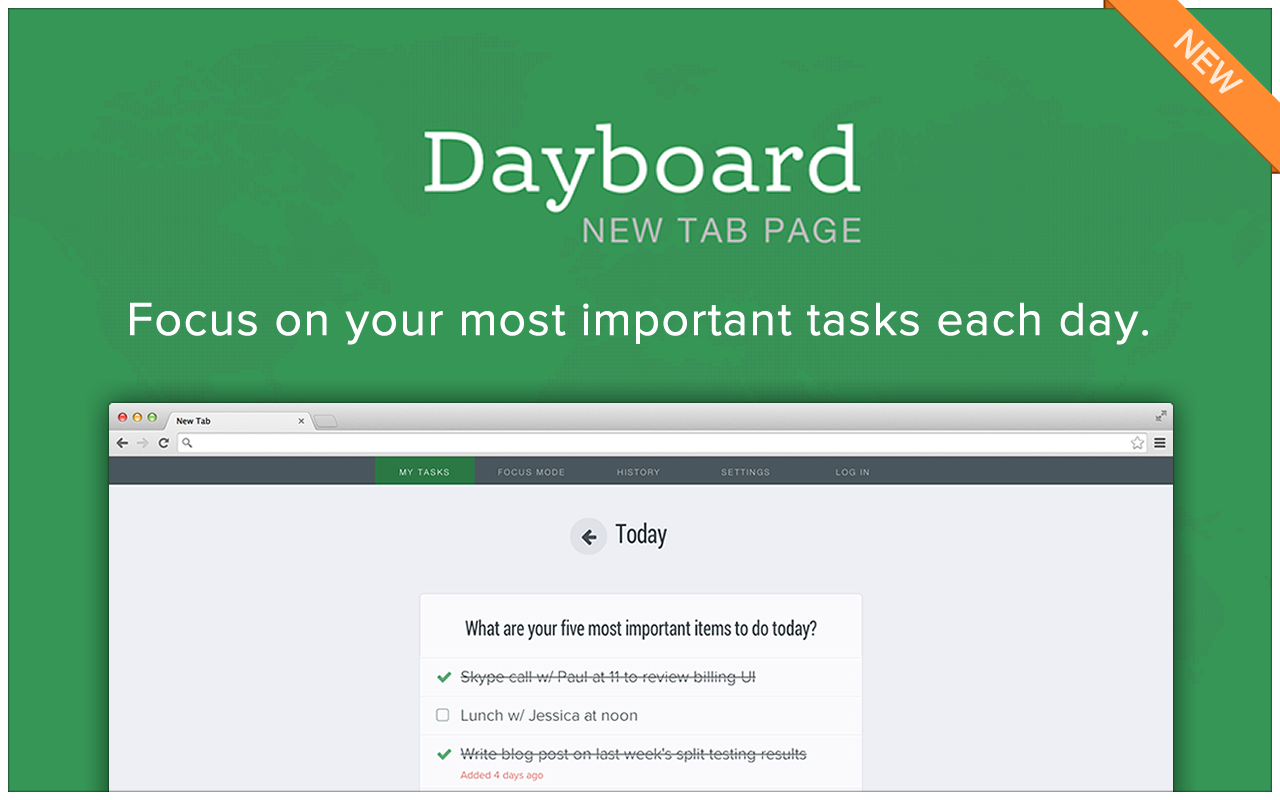 NEW
Dayboard
NEW TAB PAGE
Focus on your most important tasks each day.
New Tab
MY TASKS FOCUS MODE HISTORY SETTINGS LOG IN
Today
What are your five most important items to do today?
Skype call w/ Paul at 11 to review billing UI
Lunch w/ Jessica at noon
Write blog post on last week's split testing results
Added 4 days ago